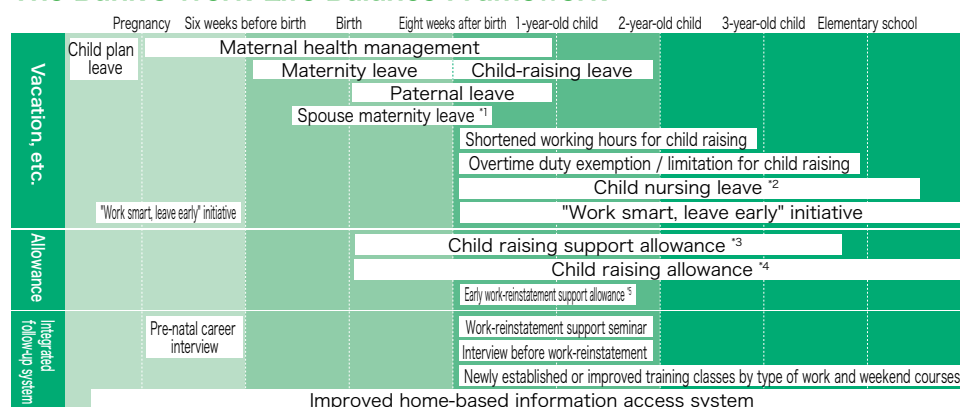 The Bank's Work-Life Balance Framework
Pregnancy Six weeks before birth Birth Eight weeks after birth 1-year-old child 2-year-old child 3-year-old child Elementary school
Vacation, etc.
Child plan
leave
Maternal health management
Maternity leave
Child-raising leave
Paternal leave
Spouse maternity leave *1
Shortened working hours for child raising
Overtime duty exemption / limitation for child raising
Child nursing leave *2
"Work smart, leave early" initiative
"Work smart, leave early" initiative
Allowance
Child raising support allowance *3
Child raising allowance *4
Early work-reinstatement support allowance *5
Integrated
follow-up system
Pre-natal career
interview
Work-reinstatement support seminar
Interview before work-reinstatement
Newly established or improved training classes by type of work and weekend courses
Improved home-based information access system